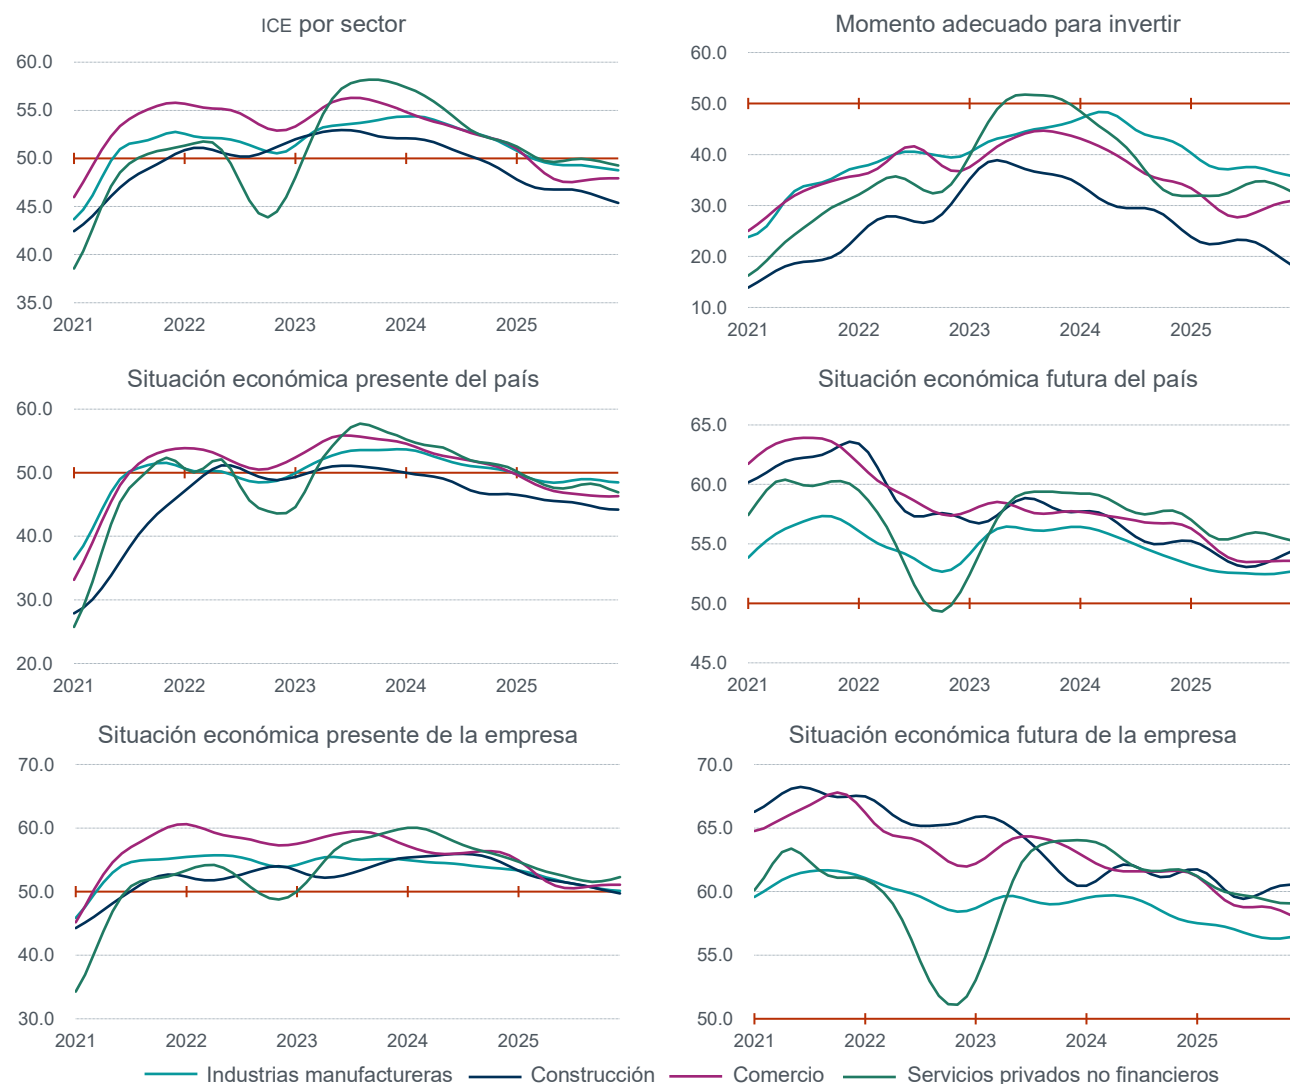 ICE por sector
60.0
55.0
50.0
45.0
40.0
35.0
2021 2022 2023 2024 2025
Momento adecuado para invertir
60.0
50.0
40.0
30.0
20.0
10.0
2021 2022 2023 2024 2025
Situación económica presente del país
60.0
50.0
40.0
30.0
20.0
2021 2022 2023 2024 2025
Situación económica futura del país
65.0
60.0
55.0
50.0
45.0
2021 2022 2023 2024 2025
Situación económica presente de la empresa
70.0
60.0
50.0
40.0
30.0
2021 2022 2023 2024 2025
Situación económica futura de la empresa
70.0
65.0
60.0
55.0
50.0
2021 2022 2023 2024 2025
Industrias manufactureras Construcción Comercio Servicios privados no financieros